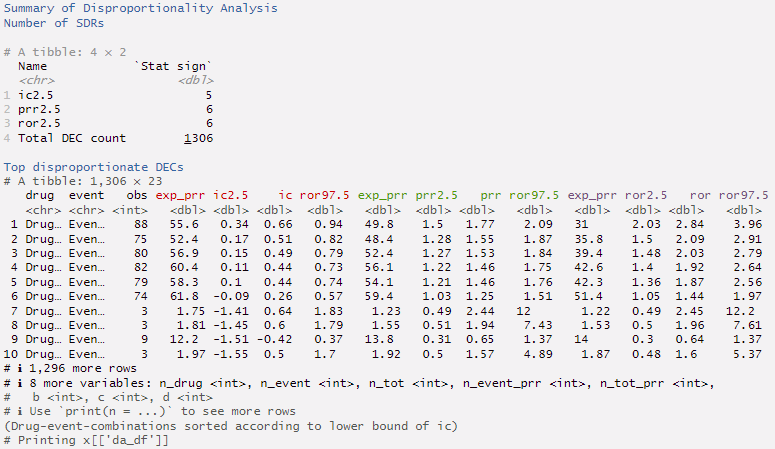 Summary of Disproportionality Analysis
Number of SDRs
# A tibble: 4 × 2
Name `Stat sign`
<chr> <dbl>
1 ic2.5 5
2 prr2.5 6
3 ror2.5 6
4 Total DEC count 1306
Top disproportionate DECs
# A tibble: 1,306 × 23
drug event obs exp_prr ic2.5 ic ror97.5 exp_prr prr2.5 prr ror97.5 exp_prr ror2.5 ror ror97.5
<chr> <chr> <int> <dbl> <dbl> <dbl> <dbl> <dbl> <dbl> <dbl> <dbl> <dbl> <dbl> <dbl> <dbl>
1 Drug… Even… 88 55.6 0.34 0.66 0.94 49.8 1.5 1.77 2.09 31 2.03 2.84 3.96
2 Drug… Even… 75 52.4 0.17 0.51 0.82 48.4 1.28 1.55 1.87 35.8 1.5 2.09 2.91
3 Drug… Even… 80 56.9 0.15 0.49 0.79 52.4 1.27 1.53 1.84 39.4 1.48 2.03 2.79
4 Drug… Even… 82 60.4 0.11 0.44 0.73 56.1 1.22 1.46 1.75 42.6 1.4 1.92 2.64
5 Drug… Even… 79 58.3 0.1 0.44 0.74 54.1 1.21 1.46 1.76 42.3 1.36 1.87 2.56
6 Drug… Even… 74 61.8 -0.09 0.26 0.57 59.4 1.03 1.25 1.51 51.4 1.05 1.44 1.97
7 Drug… Even… 3 1.75 -1.41 0.64 1.83 1.23 0.49 2.44 12 1.22 0.49 2.45 12.2
8 Drug… Even… 3 1.81 -1.45 0.6 1.79 1.55 0.51 1.94 7.43 1.53 0.5 1.96 7.61
9 Drug… Even… 9 12.2 -1.51 -0.42 0.37 13.8 0.31 0.65 1.37 14 0.3 0.64 1.37
10 Drug… Even… 3 1.97 -1.55 0.5 1.7 1.92 0.5 1.57 4.89 1.87 0.48 1.6 5.37
# ℹ 1,296 more rows
# ℹ 8 more variables: n_drug <int>, n_event <int>, n_tot <int>, n_event_prr <int>, n_tot_prr <int>,
# b <int>, c <int>, d <int>
# ℹ Use `print(n = ...)` to see more rows
(Drug-event-combinations sorted according to lower bound of ic)
# Printing x[['da_df']]